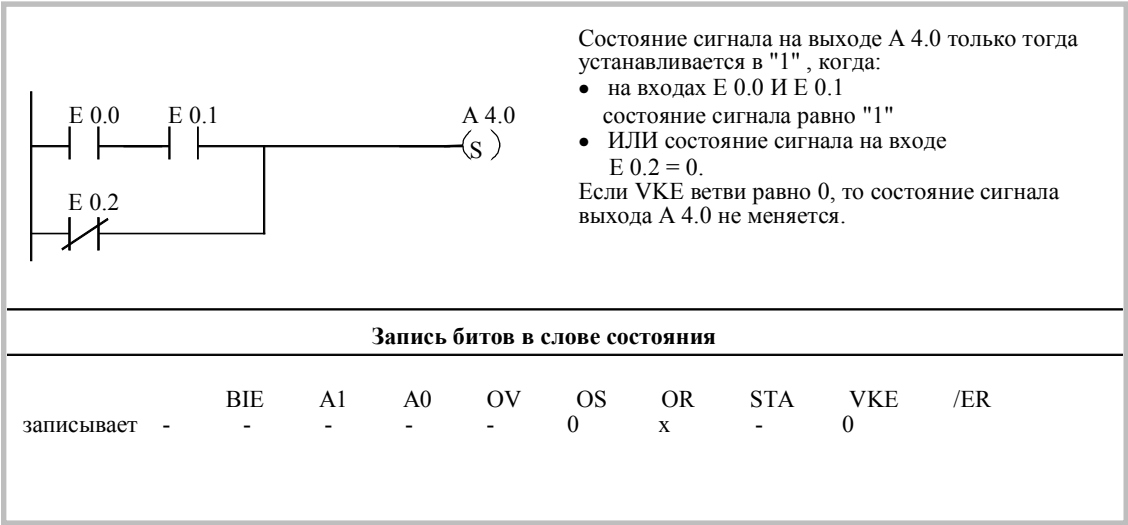 Состояние сигнала на выходе A 4.0 только тогда
устанавливается в "1" , когда:
• на входах E 0.0 И E 0.1
состояние сигнала равно "1"
• ИЛИ состояние сигнала на входе
E 0.2 = 0.
Если VKE ветви равно 0, то состояние сигнала
выхода A 4.0 не меняется.
E 0.0 E 0.1 A 4.0
S
E 0.2
Запись битов в слове состояния
BIE A1 A0 OV OS OR STA VKE /ER
записывает - - - - - 0 x - 0